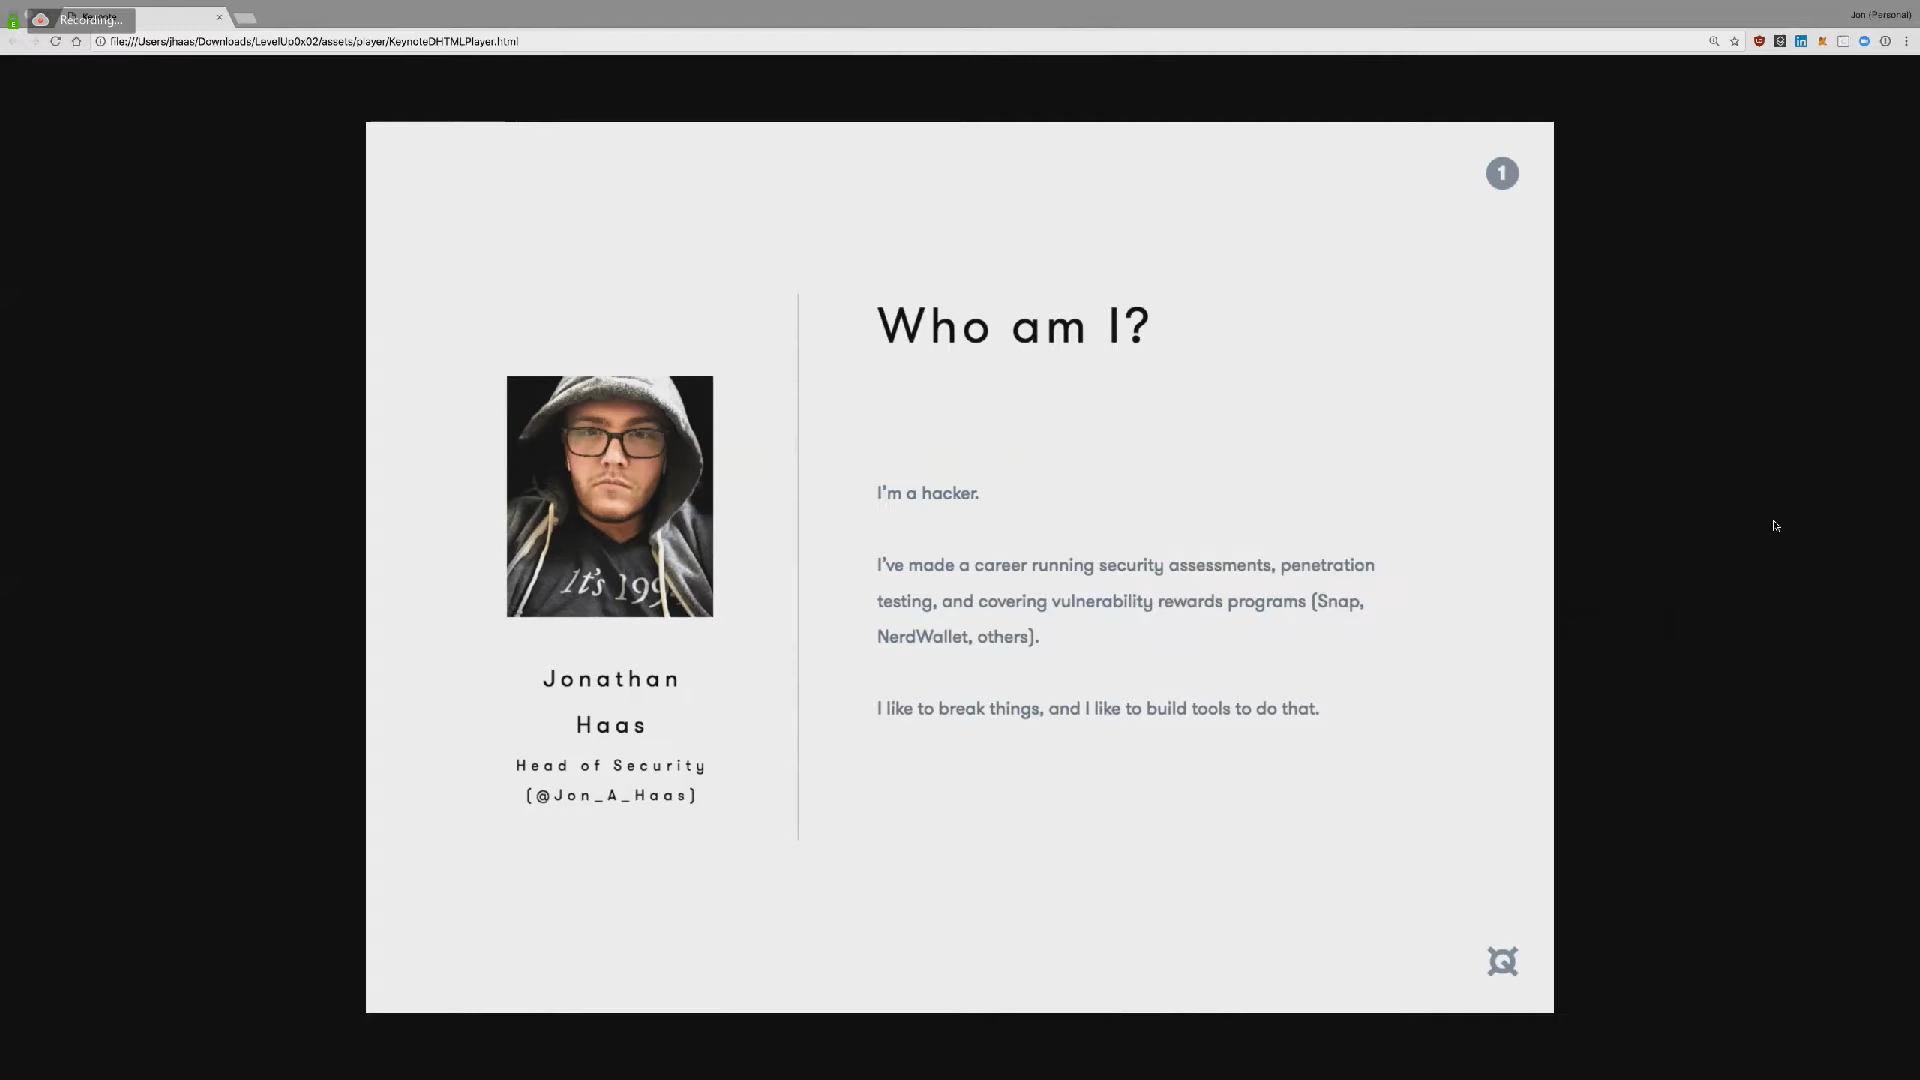 Recording...
Jon (Personal)
file:///Users/jhaas/Downloads/LevelUp0x02/assets/player/KeynoteDHTMLPlayer.html
1
Who am I?
I'm a hacker.
I've made a career running security assessments, penetration
testing, and covering vulnerability rewards programs (Snap,
NerdWallet, others).
I like to break things, and I like to build tools to do that.
It's 199
Jonathan
Haas
Head of Security
(@Jon_A_Haas)